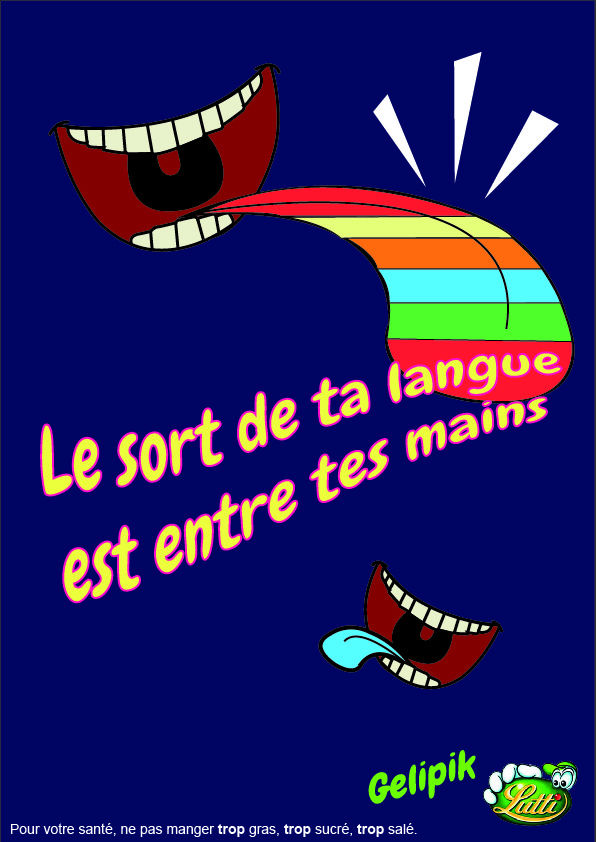 Le sort de ta langue
est entre tes mains
Gelipik
Lutti
Pour votre santé, ne pas manger trop gras, trop sucré, trop salé.